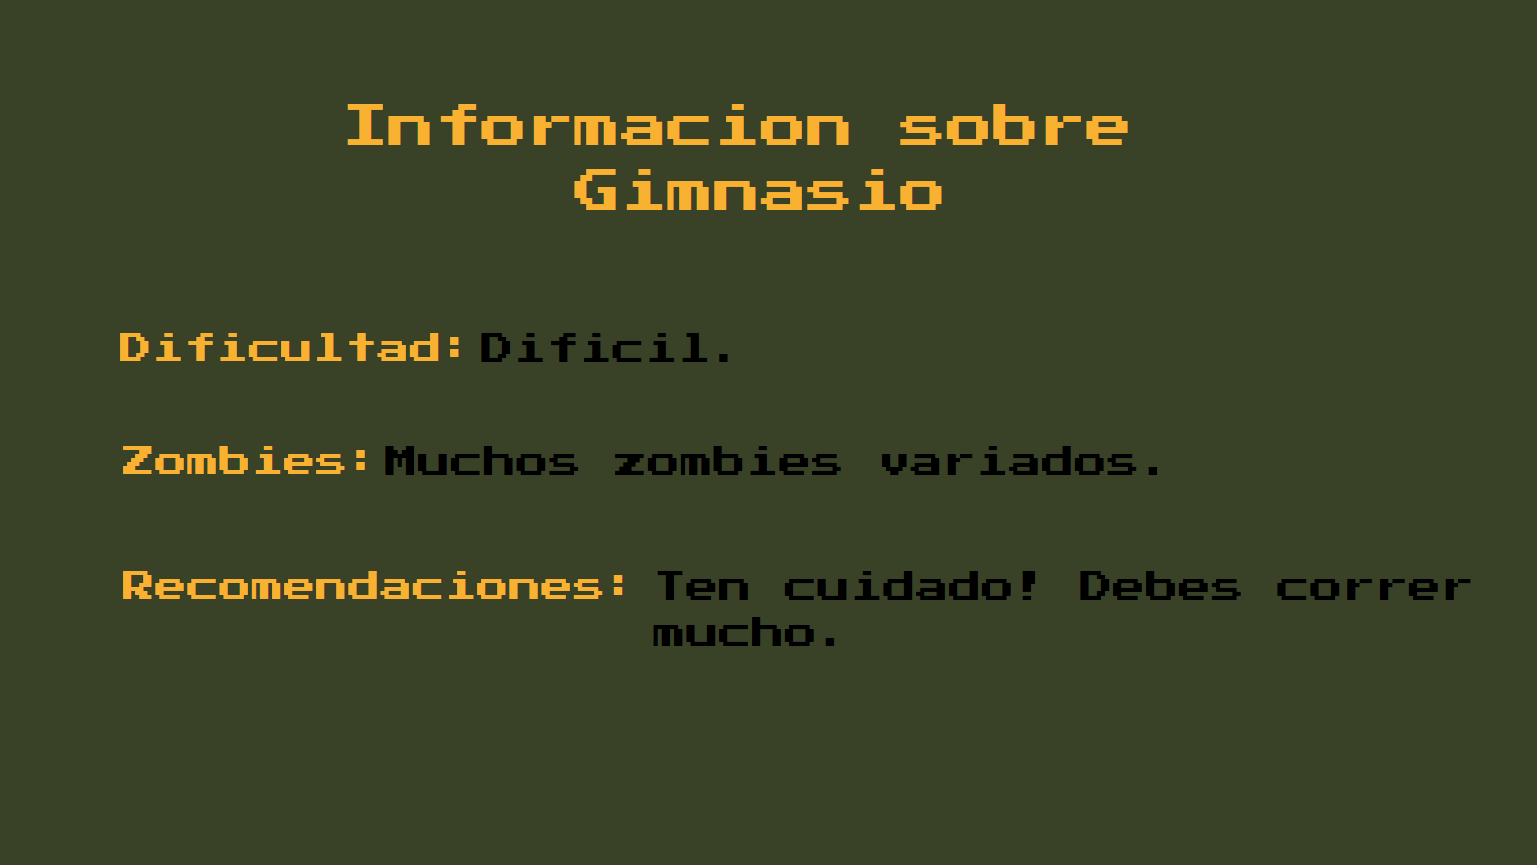 Informacion sobre
Gimnasio
Dificultad: Dificil.
Zombies: Muchos zombies variados.
Recomendaciones: Ten cuidado! Debes correr
mucho.